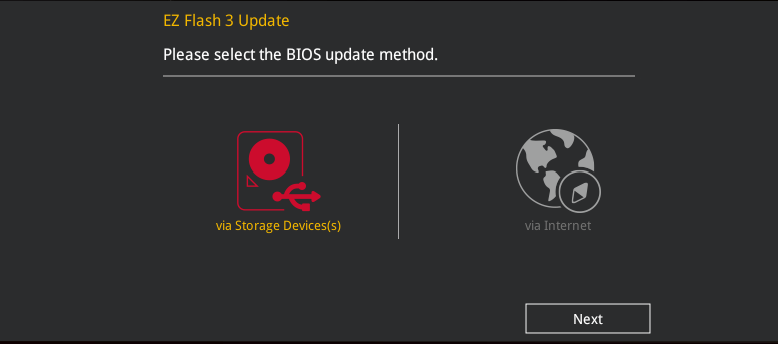 EZ Flash 3 Update
Please select the BIOS update method.
via Storage Devices(s)
via Internet
Next